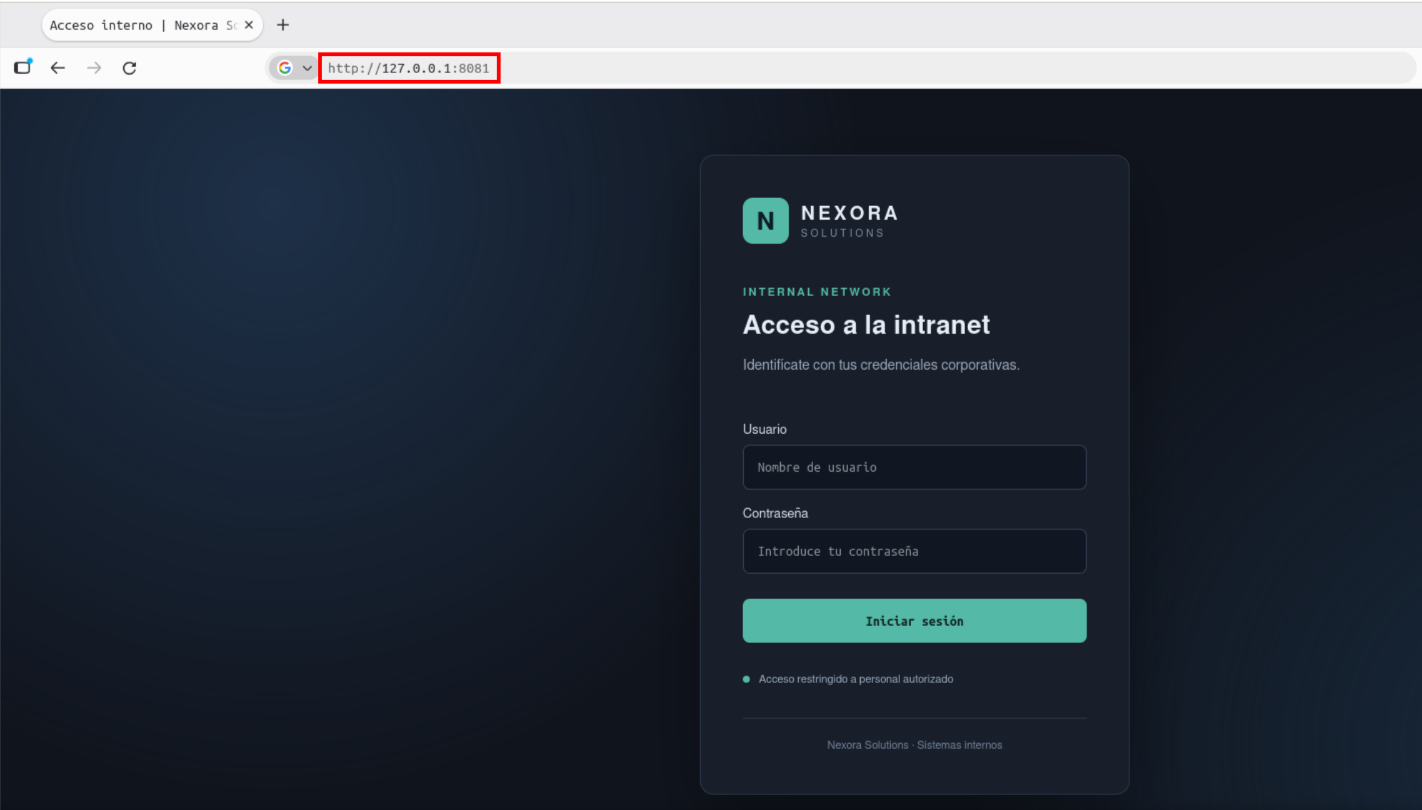 Acceso interno | Nexora So
http://127.0.0.1:8081
N
NEXORA
SOLUTIONS
INTERNAL NETWORK
Acceso a la intranet
Identifícate con tus credenciales corporativas.
Usuario
Nombre de usuario
Contraseña
Introduce tu contraseña
Iniciar sesión
Acceso restringido a personal autorizado
Nexora Solutions · Sistemas internos